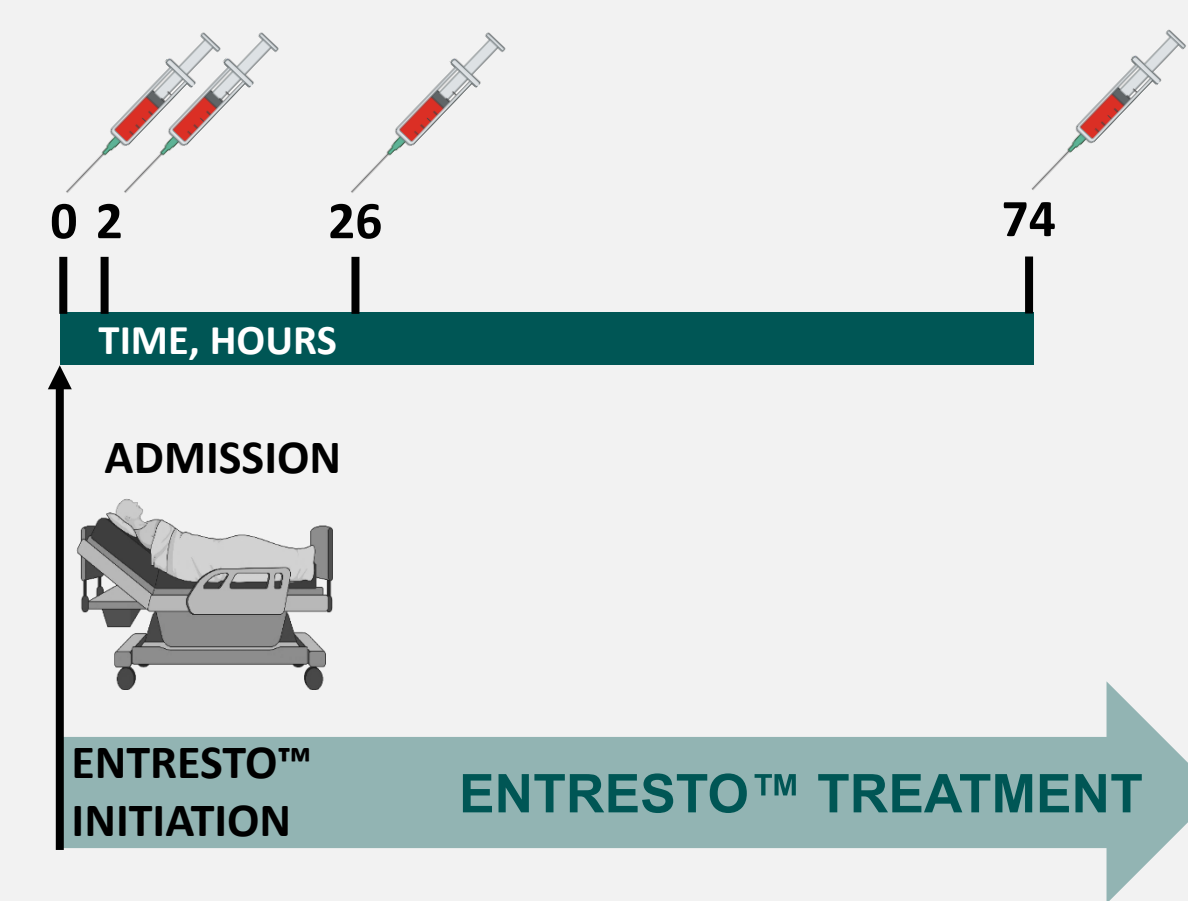 0 2 26 74
TIME, HOURS
ADMISSION
ENTRESTO™
INITIATION
ENTRESTO™ TREATMENT